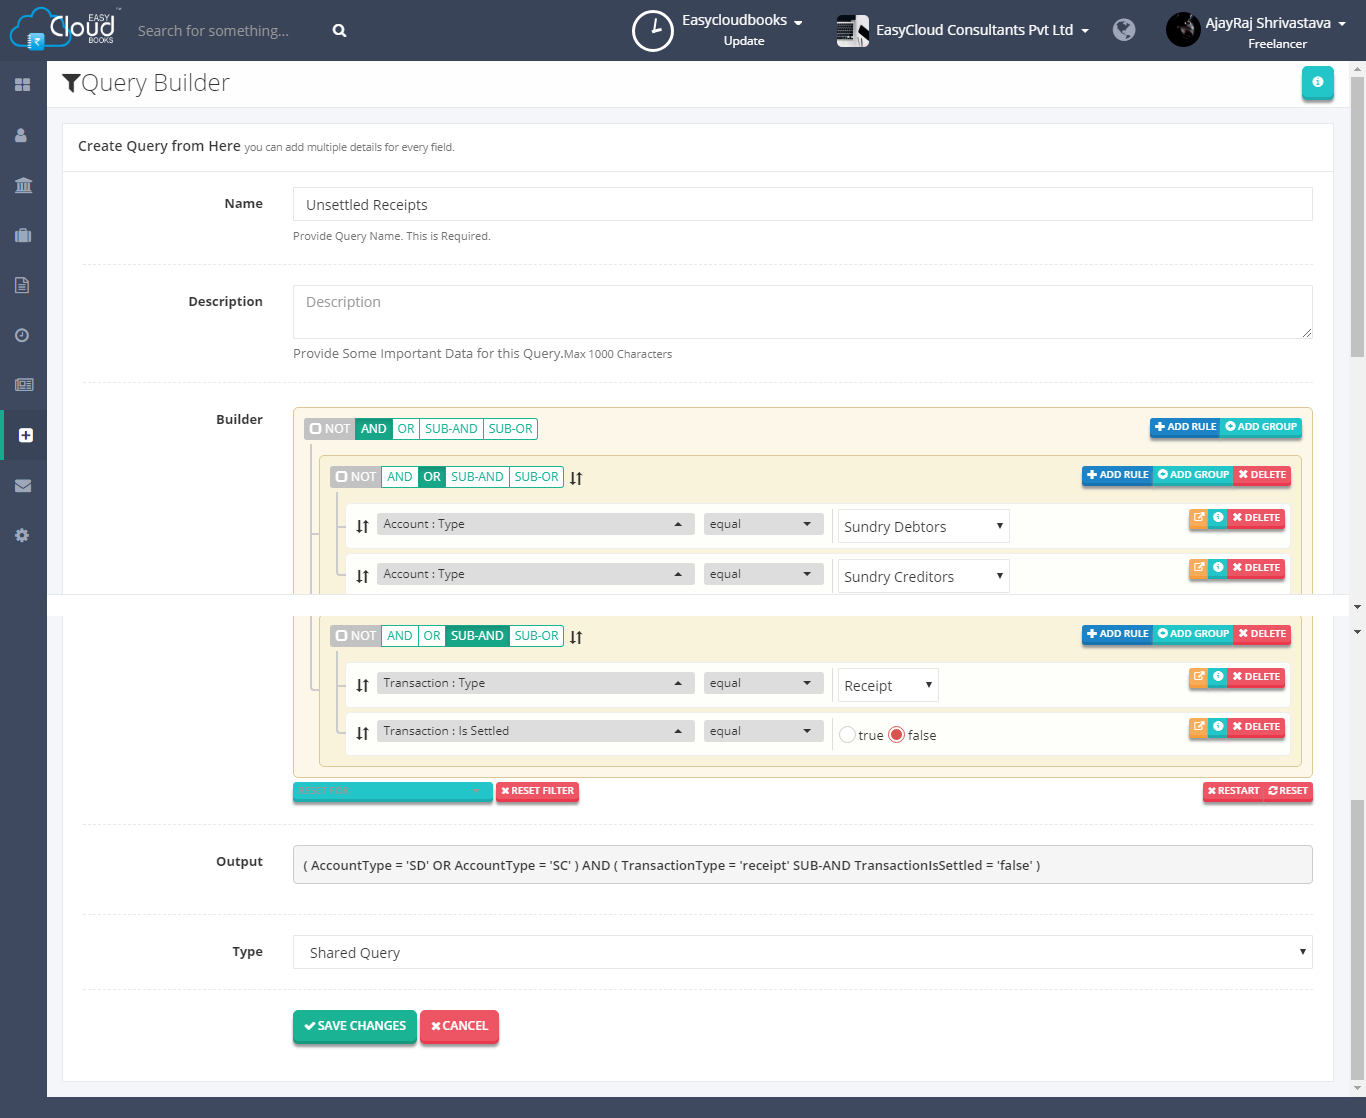 EASY
Cloud
BOOKS
Search for something...
Easycloudbooks
Update
EasyCloud Consultants Pvt Ltd
AjayRaj Shrivastava
Freelancer
Query Builder
Create Query from Here you can add multiple details for every field.
Name
Unsettled Receipts
Provide Query Name. This is Required.
Description
Description
Provide Some Important Data for this Query.Max 1000 Characters
Builder
NOT AND OR SUB-AND SUB-OR
ADD RULE ADD GROUP
NOT AND OR SUB-AND SUB-OR
ADD RULE ADD GROUP DELETE
Account : Type equal Sundry Debtors DELETE
Account : Type equal Sundry Creditors DELETE
NOT AND OR SUB-AND SUB-OR
ADD RULE ADD GROUP DELETE
Transaction : Type equal Receipt DELETE
Transaction : Is Settled equal true false DELETE
RESET FILTER
RESTART RESET
Output
( AccountType = 'SD' OR AccountType = 'SC' ) AND ( TransactionType = 'receipt' SUB-AND TransactionIsSettled = 'false' )
Type
Shared Query
SAVE CHANGES
CANCEL